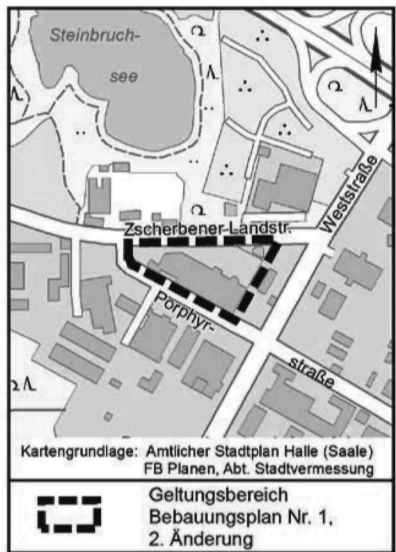 Steinbruch-
see
Weststraße
Zscherbener Landstr.
Porphyr-
straße
Kartengrundlage: Amtlicher Stadtplan Halle (Saale)
FB Planen, Abt. Stadtvermessung
Geltungsbereich
Bebauungsplan Nr. 1,
2. Änderung